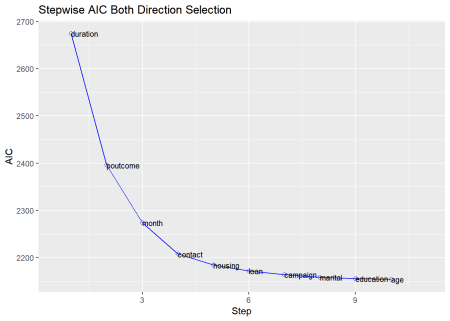 Stepwise AIC Both Direction Selection
2700
2600
2500
2400
2300
2200
AIC
duration
poutcome
month
contact
housing
loan
campaign
marital
education
age
3
6
9
Step